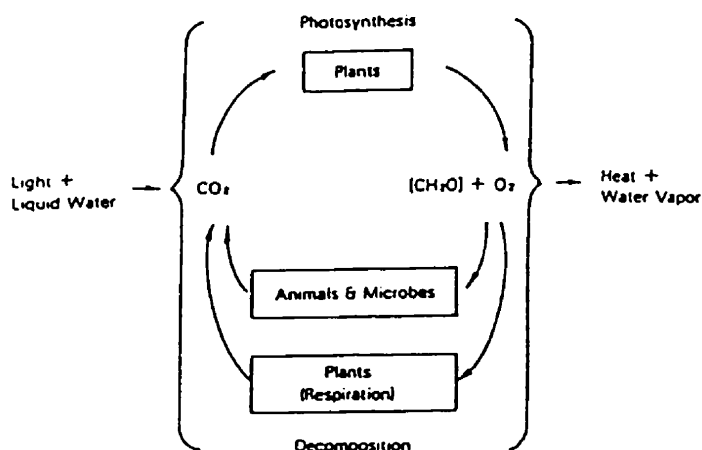 Photosynthesis
Plants
Light +
Liquid Water
CO₂
[CH₂O] + O₂
Heat +
Water Vapor
Animals & Microbes
Plants
(Respiration)
Decomposition